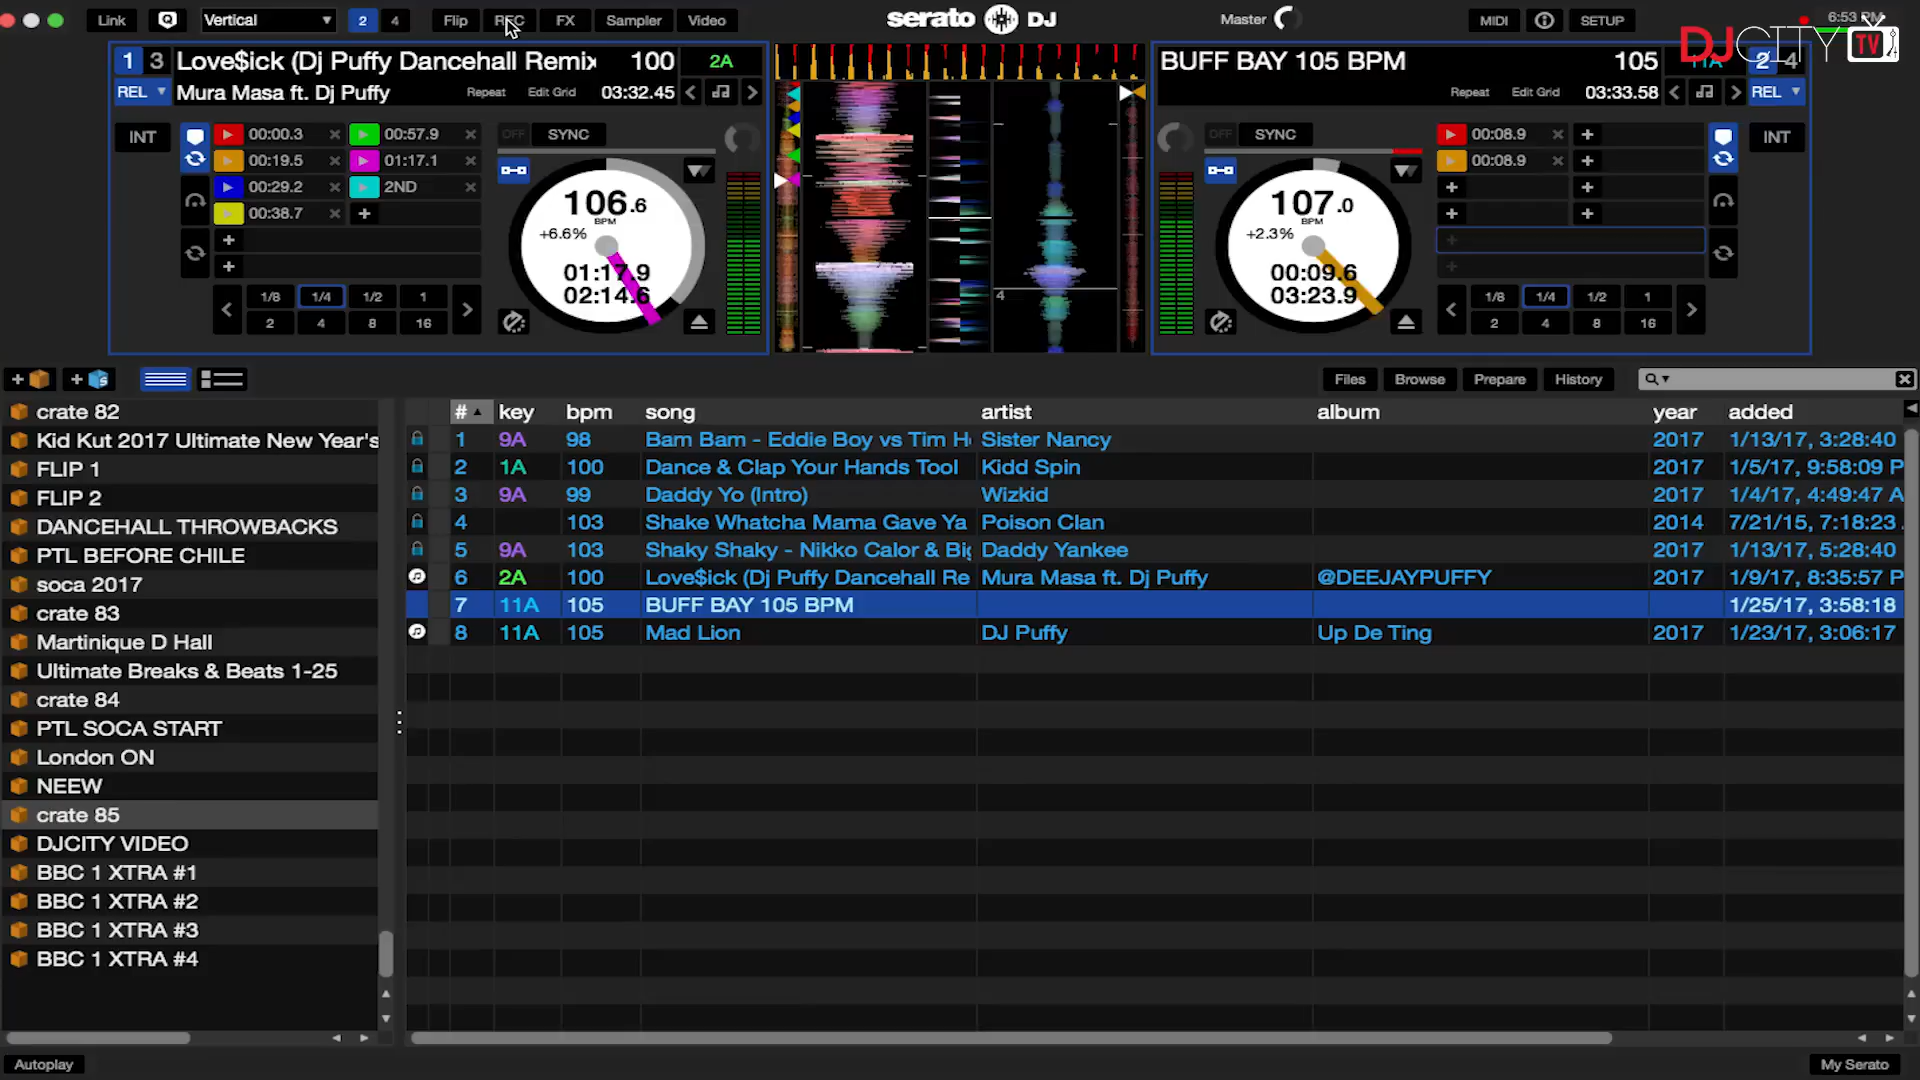 Link Vertical 2 4 Flip REC FX Sampler Video serato DJ Master MIDI SETUP 6:53 PM
DJCITY TV
1 3 Love$ick (Dj Puffy Dancehall Remix 100 2A
REL Mura Masa ft. Dj Puffy Repeat Edit Grid 03:32.45
INT OFF SYNC
00:00.3 00:57.9
00:19.5 01:17.1
00:29.2 2ND
00:38.7
106.6
BPM
+6.6%
01:17.9
02:14.6
1/8 1/4 1/2 1
2 4 8 16
4
BUFF BAY 105 BPM 105 11A 2 4
Repeat Edit Grid 03:33.58 REL
OFF SYNC INT
00:08.9
00:08.9
107.0
BPM
+2.3%
00:09.6
03:23.9
1/8 1/4 1/2 1
2 4 8 16
Files Browse Prepare History
crate 82
Kid Kut 2017 Ultimate New Year's
FLIP 1
FLIP 2
DANCEHALL THROWBACKS
PTL BEFORE CHILE
soca 2017
crate 83
Martinique D Hall
Ultimate Breaks & Beats 1-25
crate 84
PTL SOCA START
London ON
NEEW
crate 85
DJCITY VIDEO
BBC 1 XTRA #1
BBC 1 XTRA #2
BBC 1 XTRA #3
BBC 1 XTRA #4
# key bpm song artist album year added
1 9A 98 Bam Bam - Eddie Boy vs Tim H Sister Nancy 2017 1/13/17, 3:28:40
2 1A 100 Dance & Clap Your Hands Tool Kidd Spin 2017 1/5/17, 9:58:09 P
3 9A 99 Daddy Yo (Intro) Wizkid 2017 1/4/17, 4:49:47 A
4 103 Shake Whatcha Mama Gave Ya Poison Clan 2014 7/21/15, 7:18:23
5 9A 103 Shaky Shaky - Nikko Calor & Big Daddy Yankee 2017 1/13/17, 5:28:40
6 2A 100 Love$ick (Dj Puffy Dancehall Re Mura Masa ft. Dj Puffy @DEEJAYPUFFY 2017 1/9/17, 8:35:57 P
7 11A 105 BUFF BAY 105 BPM 1/25/17, 3:58:18
8 11A 105 Mad Lion DJ Puffy Up De Ting 2017 1/23/17, 3:06:17
Autoplay My Serato